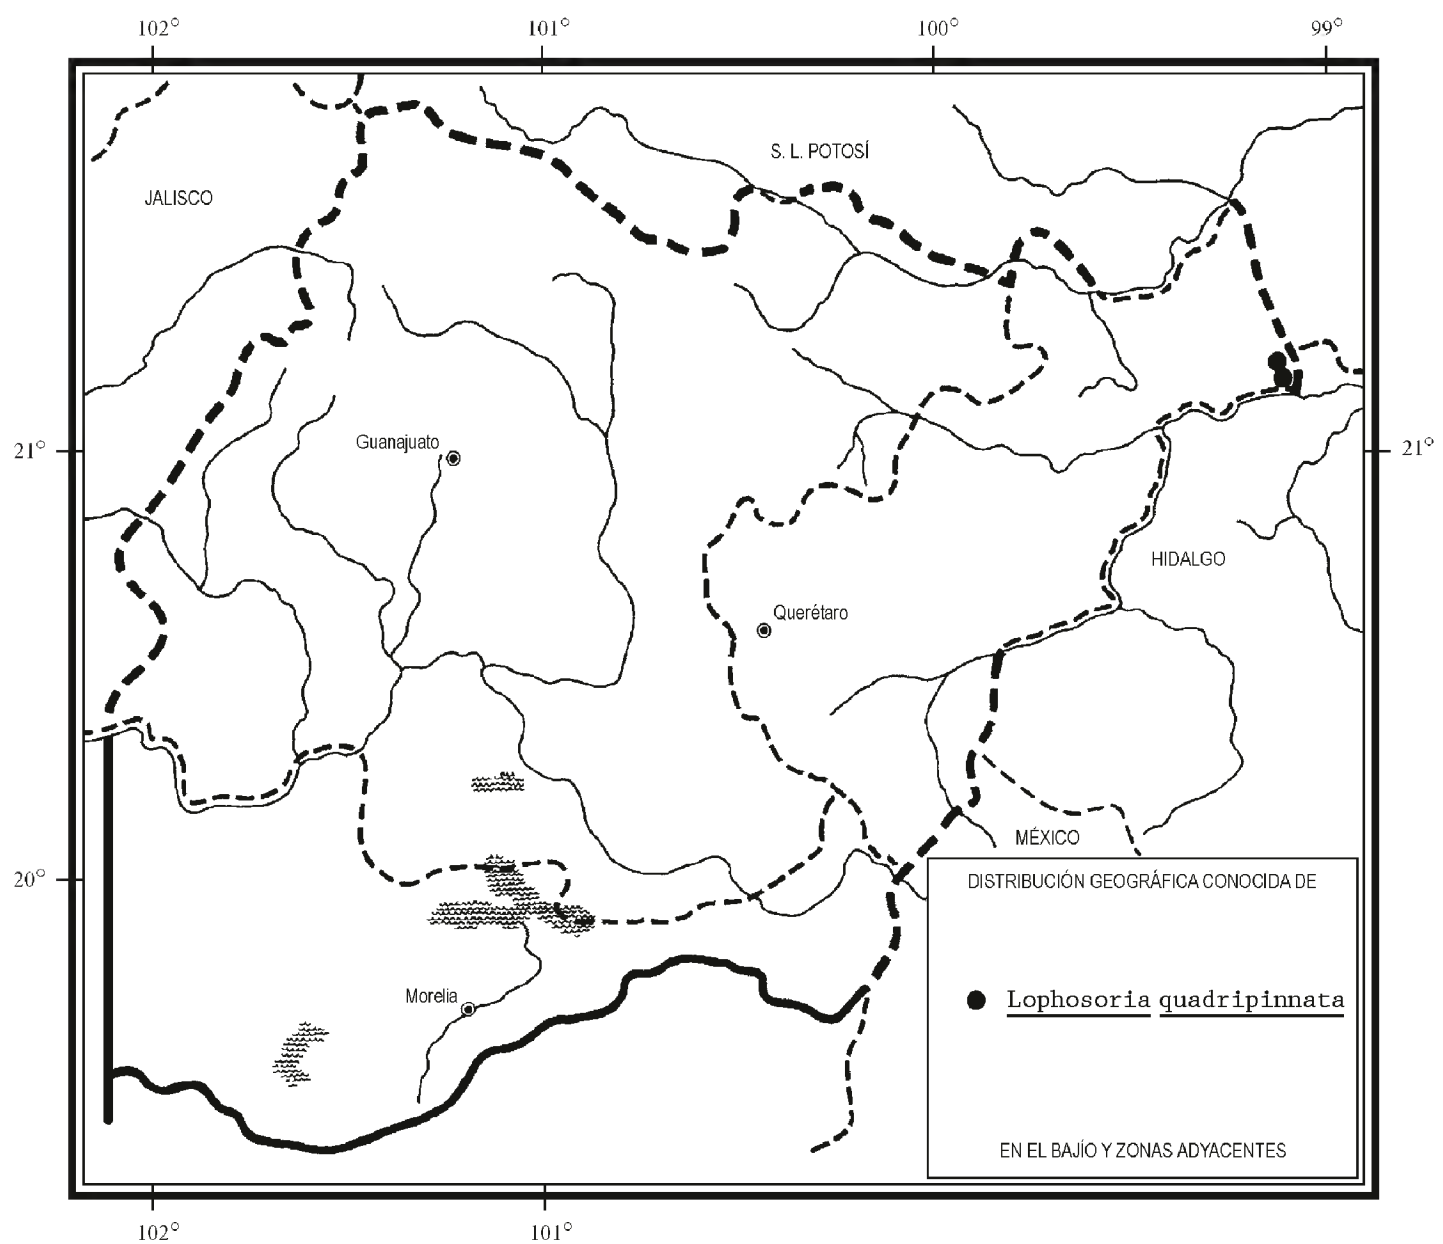 102° 101° 100° 99°
S. L. POTOSÍ
JALISCO
Guanajuato
21° 21°
HIDALGO
Querétaro
MÉXICO
20°
DISTRIBUCIÓN GEOGRÁFICA CONOCIDA DE
Morelia
Lophosoria quadripinnata
EN EL BAJÍO Y ZONAS ADYACENTES
102° 101°